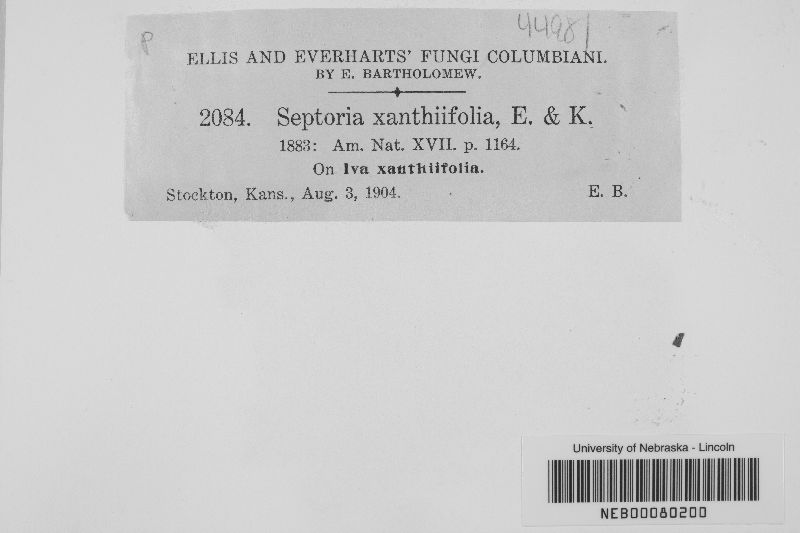 P
44981
ELLIS AND EVERHARTS' FUNGI COLUMBIANI.
BY E. BARTHOLOMEW.
2084. Septoria xanthiifolia, E. & K.
1883: Am. Nat. XVII. p. 1164.
On Iva xanthiifolia.
Stockton, Kans., Aug. 3, 1904. E. B.
University of Nebraska - Lincoln
NEB00080200